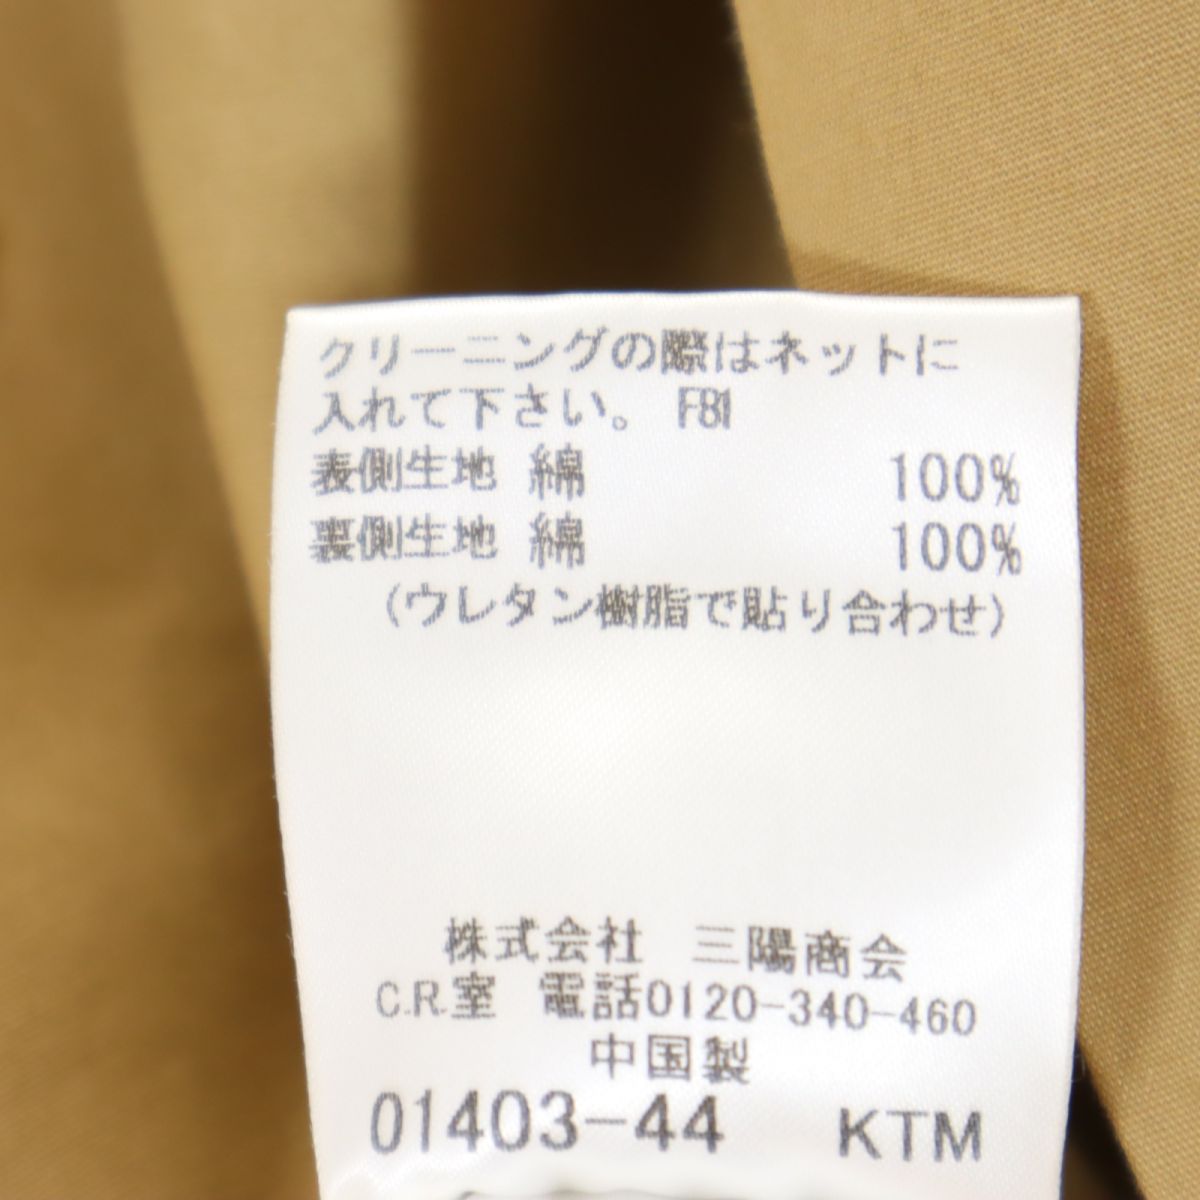 クリーニングの際はネットに
入れて下さい。 F81
表側生地 綿 100%
裏側生地 綿 100%
(ウレタン樹脂で貼り合わせ)
株式会社 三陽商会
C.R.室 電話0120-340-460
中国製
01403-44 KTM